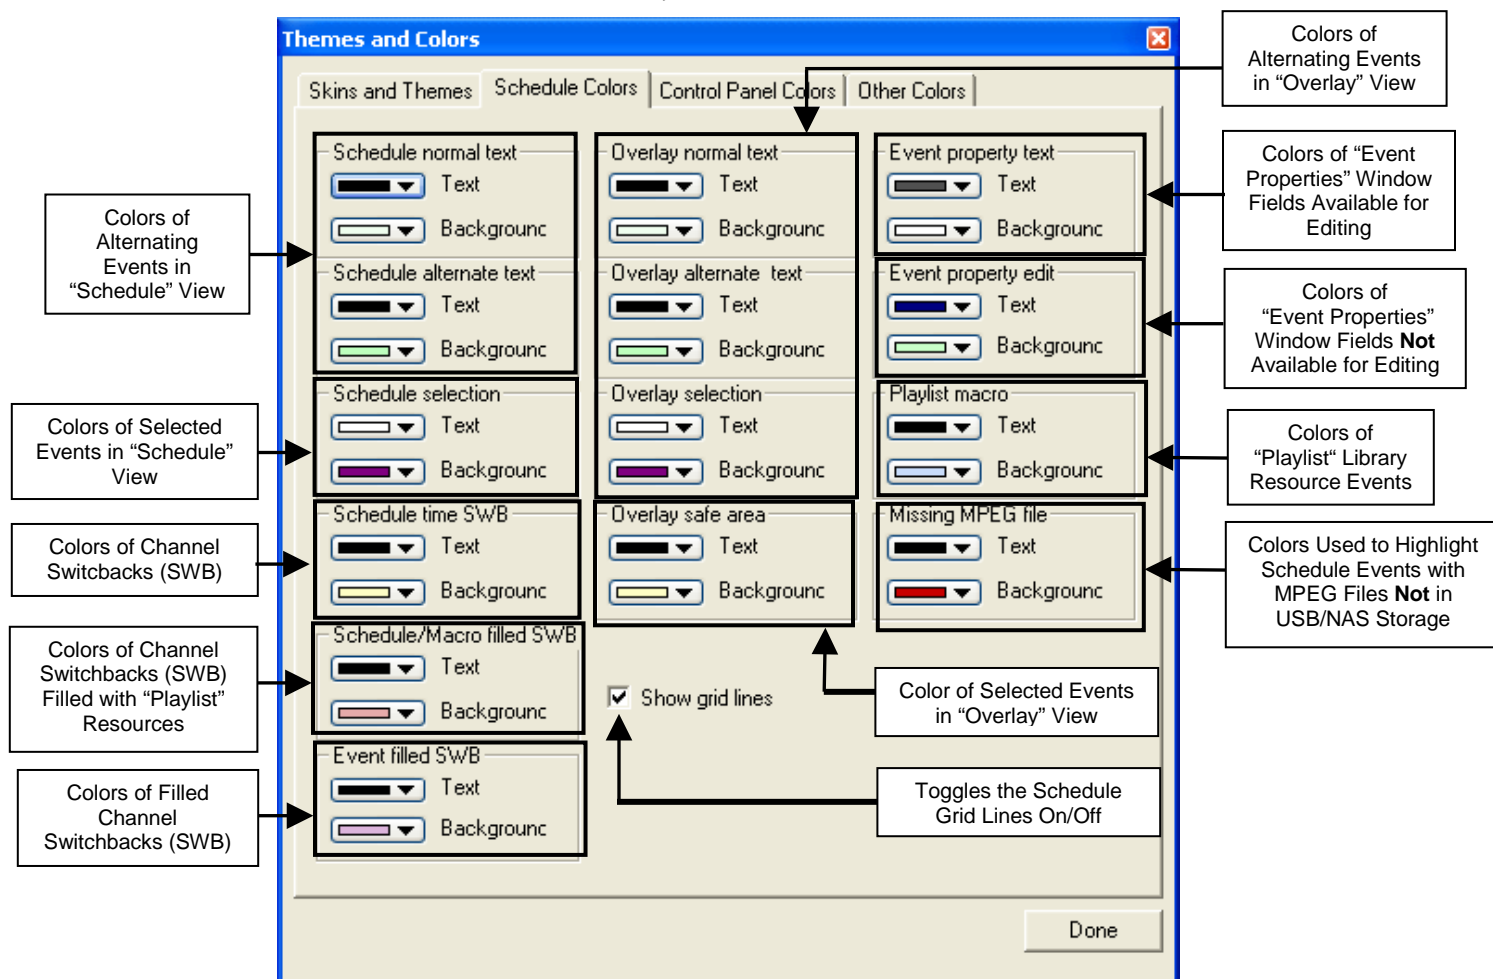 Themes and Colors
Skins and Themes
Schedule Colors
Control Panel Colors
Other Colors
Schedule normal text
Text
Backgrounc
Schedule alternate text
Text
Backgrounc
Schedule selection
Text
Backgrounc
Schedule time SWB
Text
Backgrounc
Schedule/Macro filled SWB
Text
Backgrounc
Event filled SWB
Text
Backgrounc
Overlay normal text
Text
Backgrounc
Overlay alternate  text
Text
Backgrounc
Overlay selection
Text
Backgrounc
Overlay safe area
Text
Backgrounc
Show grid lines
Event property text
Text
Backgrounc
Event property edit
Text
Backgrounc
Playlist macro
Text
Backgrounc
Missing MPEG file
Text
Backgrounc
Done
Colors of
Alternating
Events in
“Schedule” View
Colors of Selected
Events in “Schedule”
View
Colors of Channel
Switcbacks (SWB)
Colors of Channel
Switchbacks (SWB)
Filled with “Playlist”
Resources
Colors of Filled
Channel
Switchbacks (SWB)
Colors of
Alternating Events
in “Overlay” View
Colors of “Event
Properties” Window
Fields Available for
Editing
Colors of
“Event Properties”
Window Fields Not
Available for Editing
Colors of
“Playlist“ Library
Resource Events
Colors Used to Highlight
Schedule Events with
MPEG Files Not in
USB/NAS Storage
Color of Selected Events
in “Overlay” View
Toggles the Schedule
Grid Lines On/Off